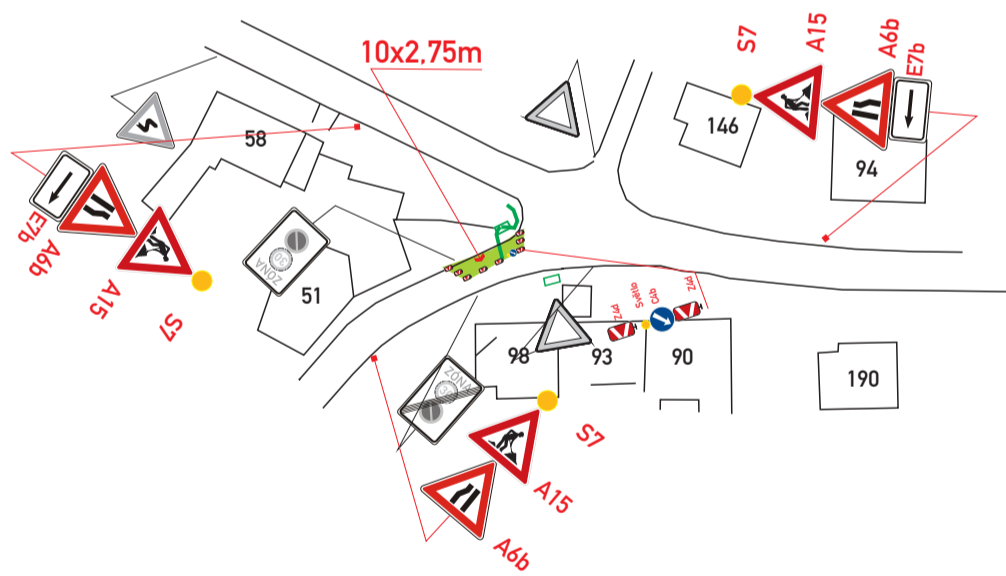 10x2,75m
S7
A15
A6b
E7b
146
94
58
E7b
A6b
A15
S7
ZÓNA
30
51
Z4d
Světlo
C4b
Z4d
98
93
90
190
ZÓNA
30
S7
A15
A6b